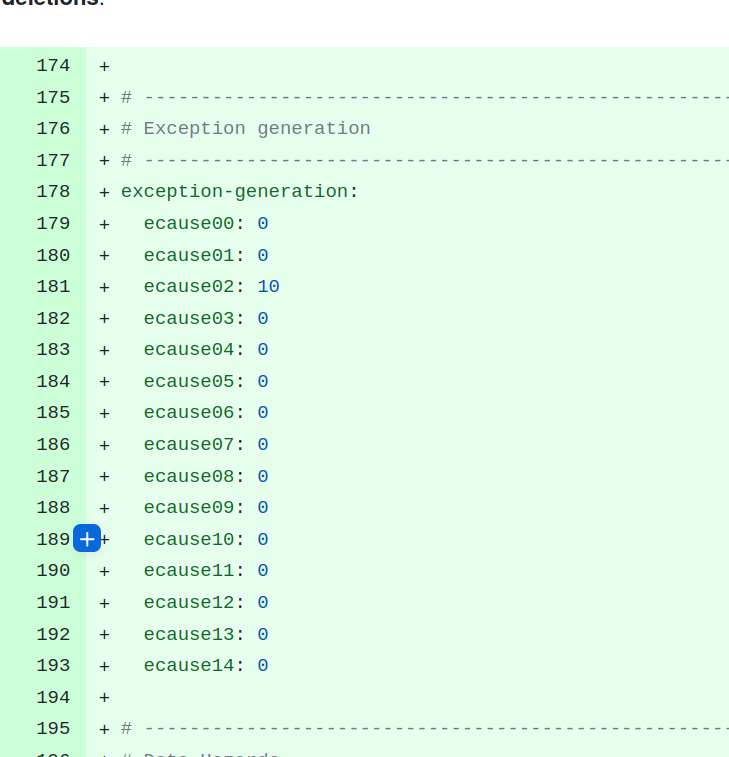 deletions.
174 +
175 + # ----------------------------------------------------
176 + # Exception generation
177 + # ----------------------------------------------------
178 + exception-generation:
179 +   ecause00: 0
180 +   ecause01: 0
181 +   ecause02: 10
182 +   ecause03: 0
183 +   ecause04: 0
184 +   ecause05: 0
185 +   ecause06: 0
186 +   ecause07: 0
187 +   ecause08: 0
188 +   ecause09: 0
189 +   ecause10: 0
190 +   ecause11: 0
191 +   ecause12: 0
192 +   ecause13: 0
193 +   ecause14: 0
194 +
195 + # ----------------------------------------------------
196 + # Data Hazards